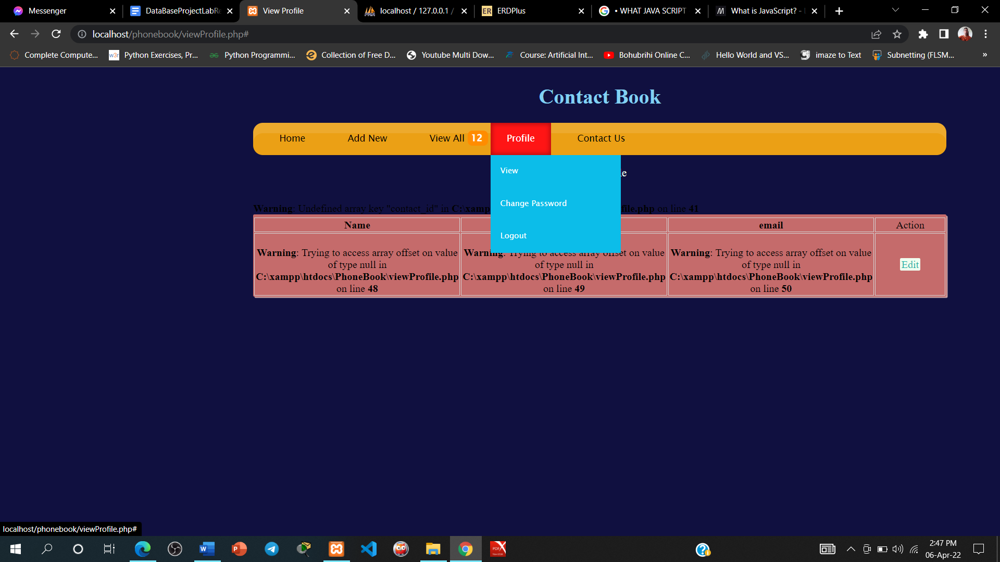 Messenger
DataBaseProjectLabRe
View Profile
localhost / 127.0.0.1 /
ERDPlus
• WHAT JAVA SCRIPT
What is JavaScript? -
localhost/phonebook/viewProfile.php#
Complete Compute...
Python Exercises, Pr...
Python Programmi...
Collection of Free D...
Youtube Multi Dow...
Course: Artificial Int...
Bohubrihi Online C...
Hello World and VS...
imaze to Text
Subnetting (FLSM...
»
Contact Book
Home
Add New
View All 12
Profile
Contact Us
View
Change Password
Logout
Warning: Undefined array key "contact_id" in C:\xamp
file.php on line 41
Name
email
Action
Warning: Trying to access array offset on value
of type null in
C:\xampp\htdocs\PhoneBook\viewProfile.php
on line 48
Warning: Trying to access array offset on value
of type null in
C:\xampp\htdocs\PhoneBook\viewProfile.php
on line 49
Warning: Trying to access array offset on value
of type null in
C:\xampp\htdocs\PhoneBook\viewProfile.php
on line 50
Edit
localhost/phonebook/viewProfile.php#
2:47 PM
06-Apr-22